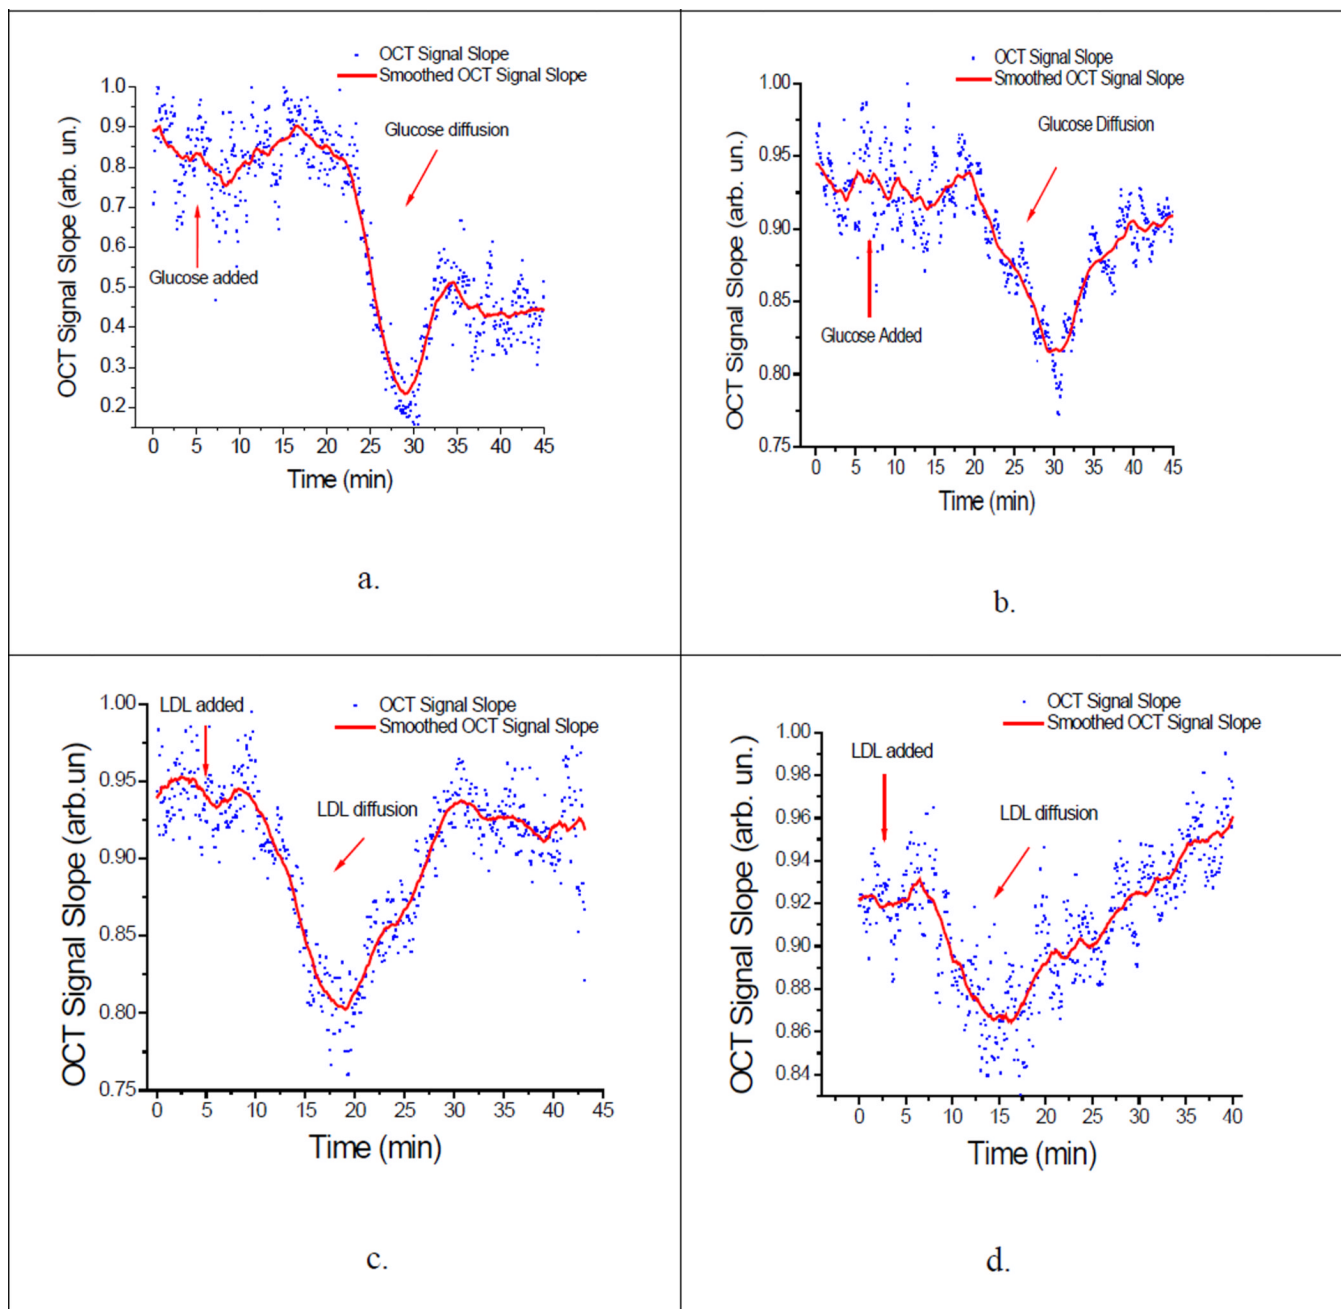 OCT Signal Slope
Smoothed OCT Signal Slope
1.0
0.9
0.8
0.7
0.6
0.5
0.4
0.3
0.2
OCT Signal Slope (arb. un.)
Glucose diffusion
Glucose added
0 5 10 15 20 25 30 35 40 45
Time (min)
a.
OCT Signal Slope
Smoothed OCT Signal Slope
1.00
0.95
0.90
0.85
0.80
0.75
OCT Signal Slope (arb. un.)
Glucose Diffusion
Glucose Added
0 5 10 15 20 25 30 35 40 45
Time (min)
b.
LDL added
OCT Signal Slope
Smoothed OCT Signal Slope
1.00
0.95
0.90
0.85
0.80
0.75
OCT Signal Slope (arb.un)
LDL diffusion
0 5 10 15 20 25 30 35 40 45
Time (min)
c.
OCT Signal Slope
Smoothed OCT Signal Slope
LDL added
1.00
0.98
0.96
0.94
0.92
0.90
0.88
0.86
0.84
OCT Signal Slope (arb. un.)
LDL diffusion
0 5 10 15 20 25 30 35 40
Time (min)
d.